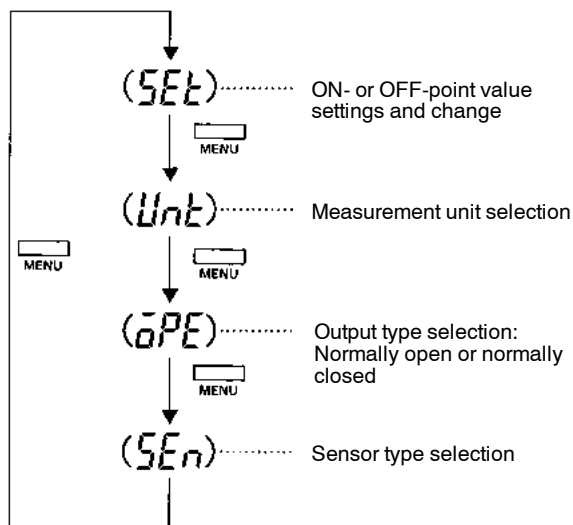 (SEt) ON- or OFF-point value
settings and change
MENU
(Unt) Measurement unit selection
MENU
MENU
(oPE) Output type selection:
Normally open or normally
closed
MENU
(SEn) Sensor type selection